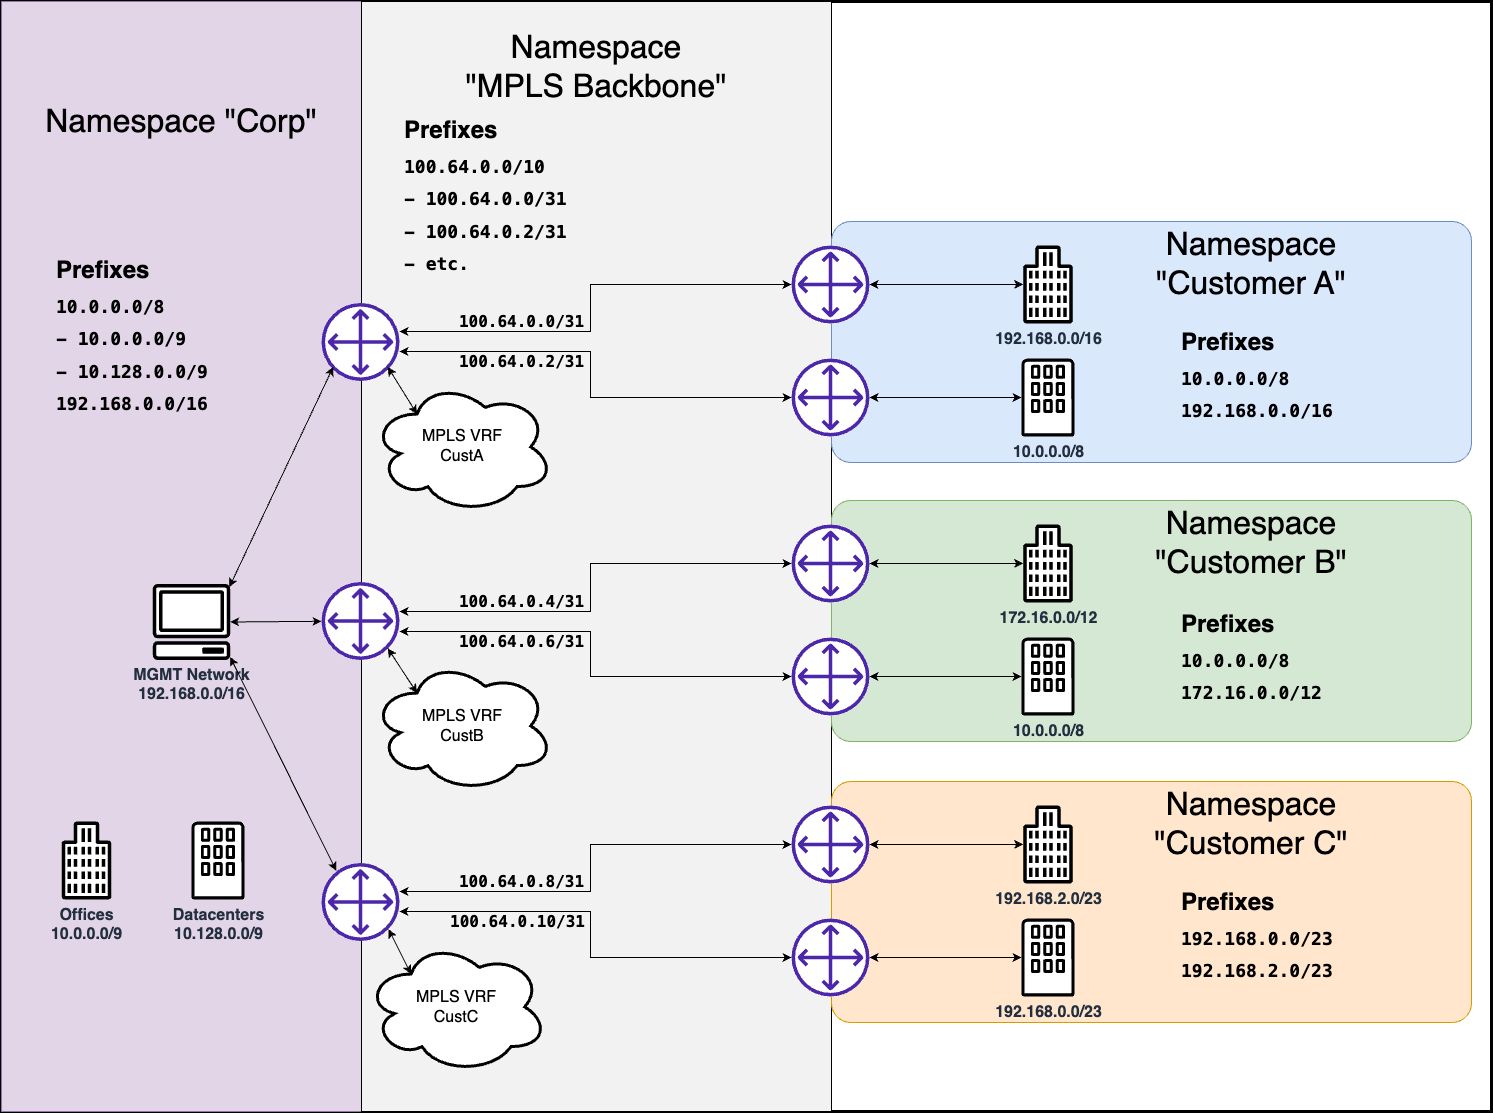 Namespace "Corp"
Prefixes
10.0.0.0/8
– 10.0.0.0/9
– 10.128.0.0/9
192.168.0.0/16
MGMT Network
192.168.0.0/16
Offices
10.0.0.0/9
Datacenters
10.128.0.0/9
Namespace
"MPLS Backbone"
Prefixes
100.64.0.0/10
– 100.64.0.0/31
– 100.64.0.2/31
– etc.
100.64.0.0/31
100.64.0.2/31
MPLS VRF
CustA
100.64.0.4/31
100.64.0.6/31
MPLS VRF
CustB
100.64.0.8/31
100.64.0.10/31
MPLS VRF
CustC
Namespace
"Customer A"
192.168.0.0/16
10.0.0.0/8
Prefixes
10.0.0.0/8
192.168.0.0/16
Namespace
"Customer B"
172.16.0.0/12
10.0.0.0/8
Prefixes
10.0.0.0/8
172.16.0.0/12
Namespace
"Customer C"
192.168.2.0/23
192.168.0.0/23
Prefixes
192.168.0.0/23
192.168.2.0/23